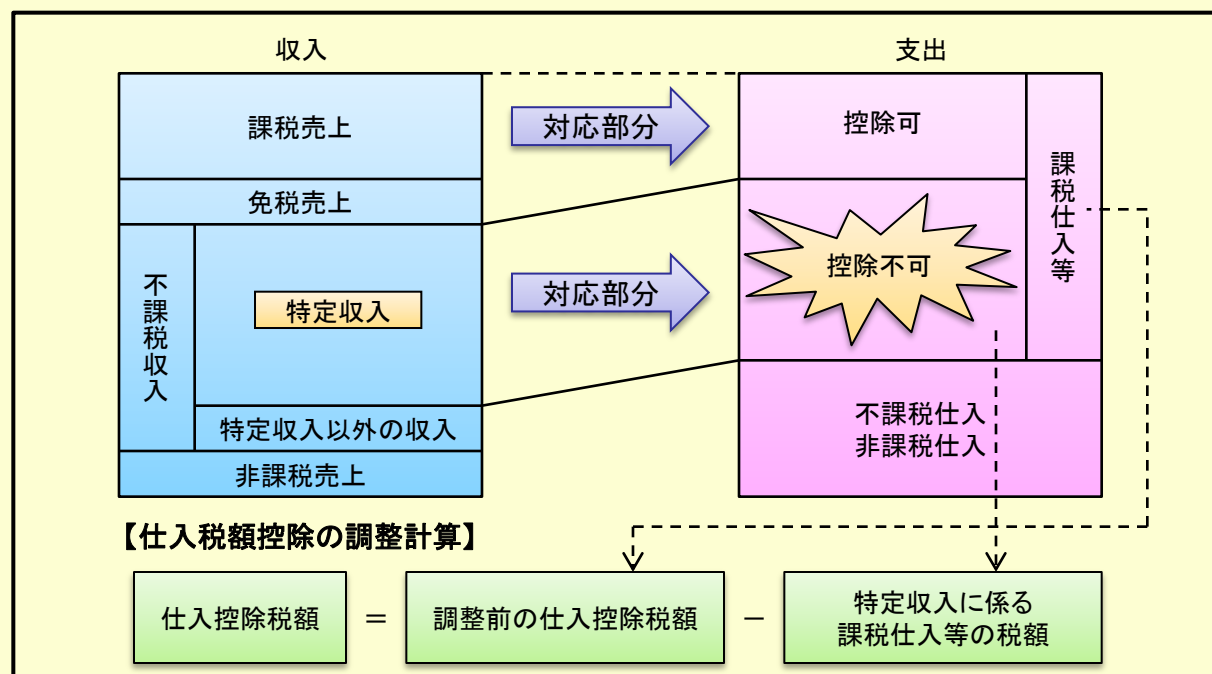 収入
支出
課税売上
対応部分
控除可
課税仕入等
免税売上
不課税収入
特定収入
対応部分
控除不可
特定収入以外の収入
不課税仕入
非課税仕入
非課税売上
【仕入税額控除の調整計算】
仕入控除税額
＝
調整前の仕入控除税額
－
特定収入に係る
課税仕入等の税額